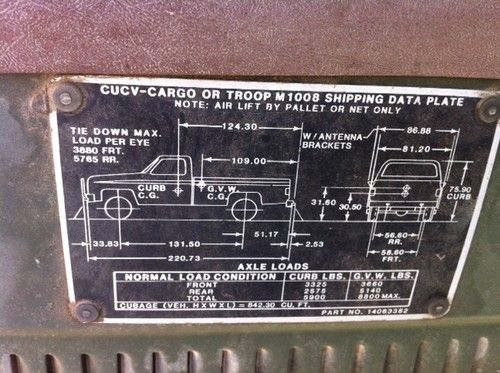 CUCV-CARGO OR TROOP M1008 SHIPPING DATA PLATE
NOTE: AIR LIFT BY PALLET OR NET ONLY
TIE DOWN MAX.
LOAD PER EYE
3880 FRT.
5765 RR.
124.30
109.00
W/ANTENNA
BRACKETS
86.88
81.20
CURB
C.G.
G.V.W.
C.G.
75.90
CURB
31.60
30.50
33.83
131.50
51.17
2.53
220.73
56.60
RR.
58.60
FRT.
AXLE LOADS
NORMAL LOAD CONDITION CURB LBS. G.V.W. LBS.
FRONT 3325 3660
REAR 2575 5140
TOTAL 5900 8800 MAX.
CUBAGE (VEH. HXWXL) = 842.30 CU. FT.
PART NO. 14063382